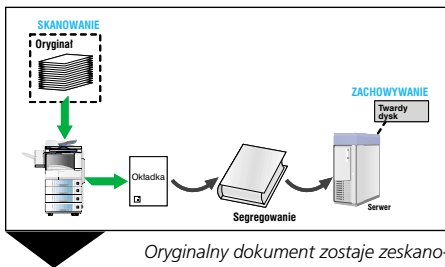 SKANOWANIE
Oryginał
ZACHOWYWANIE
Twardy
dysk
Okładka
Segregowanie
Serwer
Oryginalny dokument zostaje zeskano-